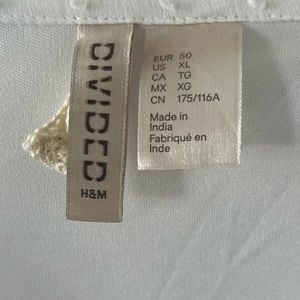 DIVIDED
H&M
EUR 50
US XL
CA TG
MX XG
CN 175/116A
Made in
India
Fabriqué en
Inde